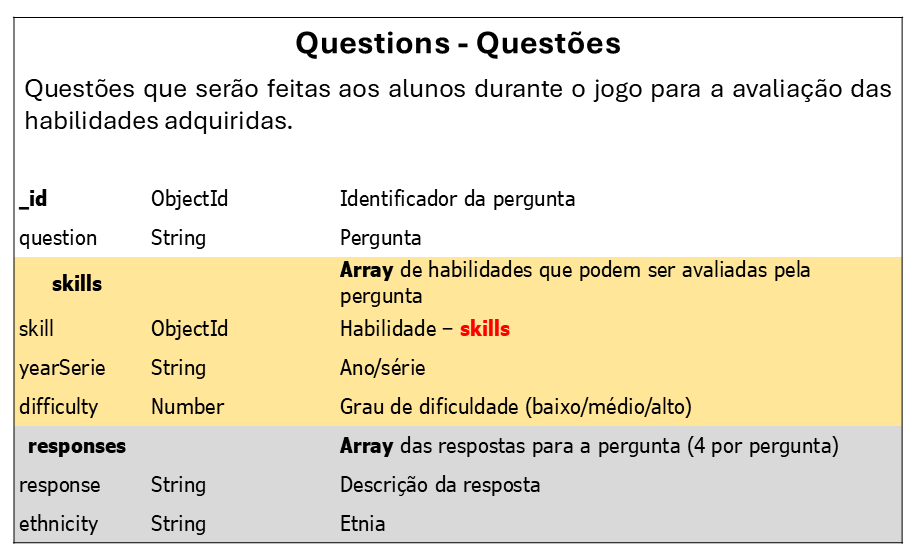 Questions - Questões
Questões que serão feitas aos alunos durante o jogo para a avaliação das
habilidades adquiridas.
_id ObjectId Identificador da pergunta
question String Pergunta
skills Array de habilidades que podem ser avaliadas pela
pergunta
skill ObjectId Habilidade – skills
yearSerie String Ano/série
difficulty Number Grau de dificuldade (baixo/médio/alto)
responses Array das respostas para a pergunta (4 por pergunta)
response String Descrição da resposta
ethnicity String Etnia